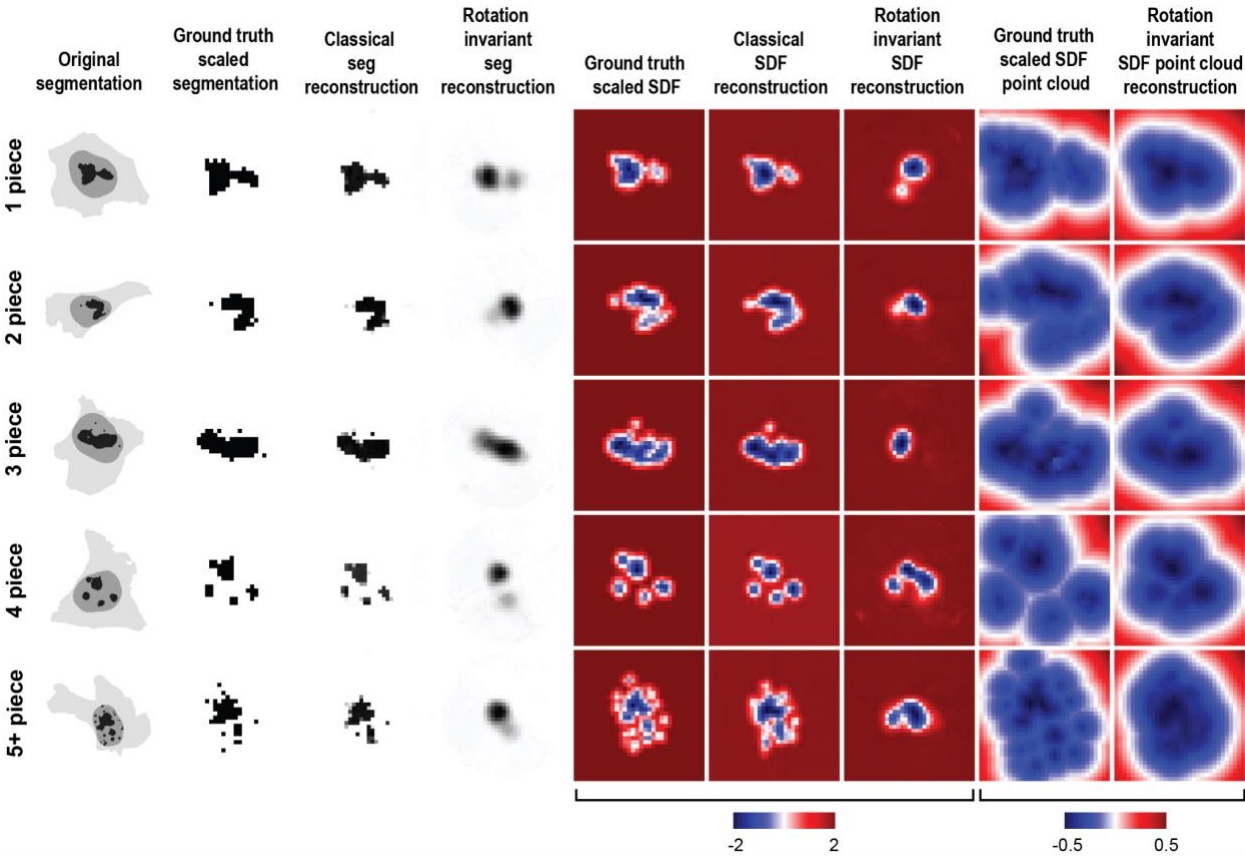 Original
segmentation
Ground truth
scaled
segmentation
Classical
seg
reconstruction
Rotation
invariant
seg
reconstruction
Ground truth
scaled SDF
Classical
SDF
reconstruction
Rotation
invariant
SDF
reconstruction
Ground truth
scaled SDF
point cloud
Rotation
invariant
SDF point cloud
reconstruction
1 piece
2 piece
3 piece
4 piece
5+ piece
-2 2
-0.5 0.5